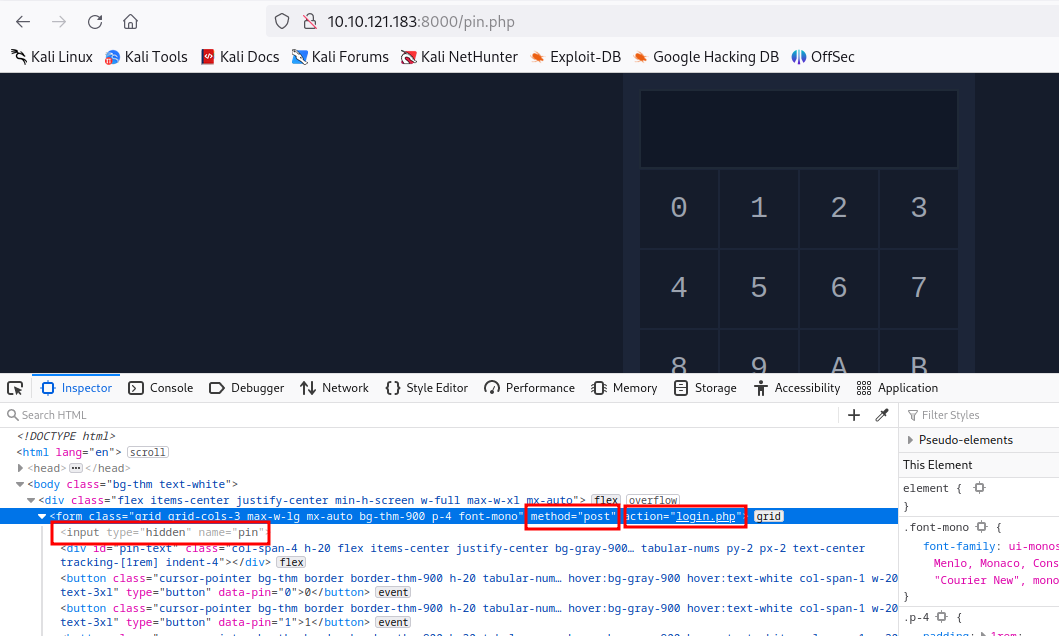 10.10.121.183:8000/pin.php
Kali Linux Kali Tools Kali Docs Kali Forums Kali NetHunter Exploit-DB Google Hacking DB OffSec
0 1 2 3
4 5 6 7
8 9 A B
Inspector Console Debugger Network Style Editor Performance Memory Storage Accessibility Application
Search HTML
Filter Styles
<!DOCTYPE html>
<html lang="en"> scroll
<head> ... </head>
<body class="bg-thm text-white">
<div class="flex items-center justify-center min-h-screen w-full max-w-xl mx-auto"> flex overflow
<form class="grid grid-cols-3 max-w-lg mx-auto bg-thm-900 p-4 font-mono" method="post" action="login.php"> grid
<input type="hidden" name="pin">
<div id="pin-text" class="col-span-4 h-20 flex items-center justify-center bg-gray-900… tabular-nums py-2 px-2 text-center
tracking-[1rem] indent-4"></div> flex
<button class="cursor-pointer bg-thm border border-thm-900 h-20 tabular-num… hover:bg-gray-900 hover:text-white col-span-1 w-20
text-3xl" type="button" data-pin="0">0</button> event
<button class="cursor-pointer bg-thm border border-thm-900 h-20 tabular-num… hover:bg-gray-900 hover:text-white col-span-1 w-20
text-3xl" type="button" data-pin="1">1</button> event
Pseudo-elements
This Element
element {
}
.font-mono {
font-family: ui-monos
Menlo, Monaco, Cons
"Courier New", mono
}
.p-4 {
padding: 1rem;